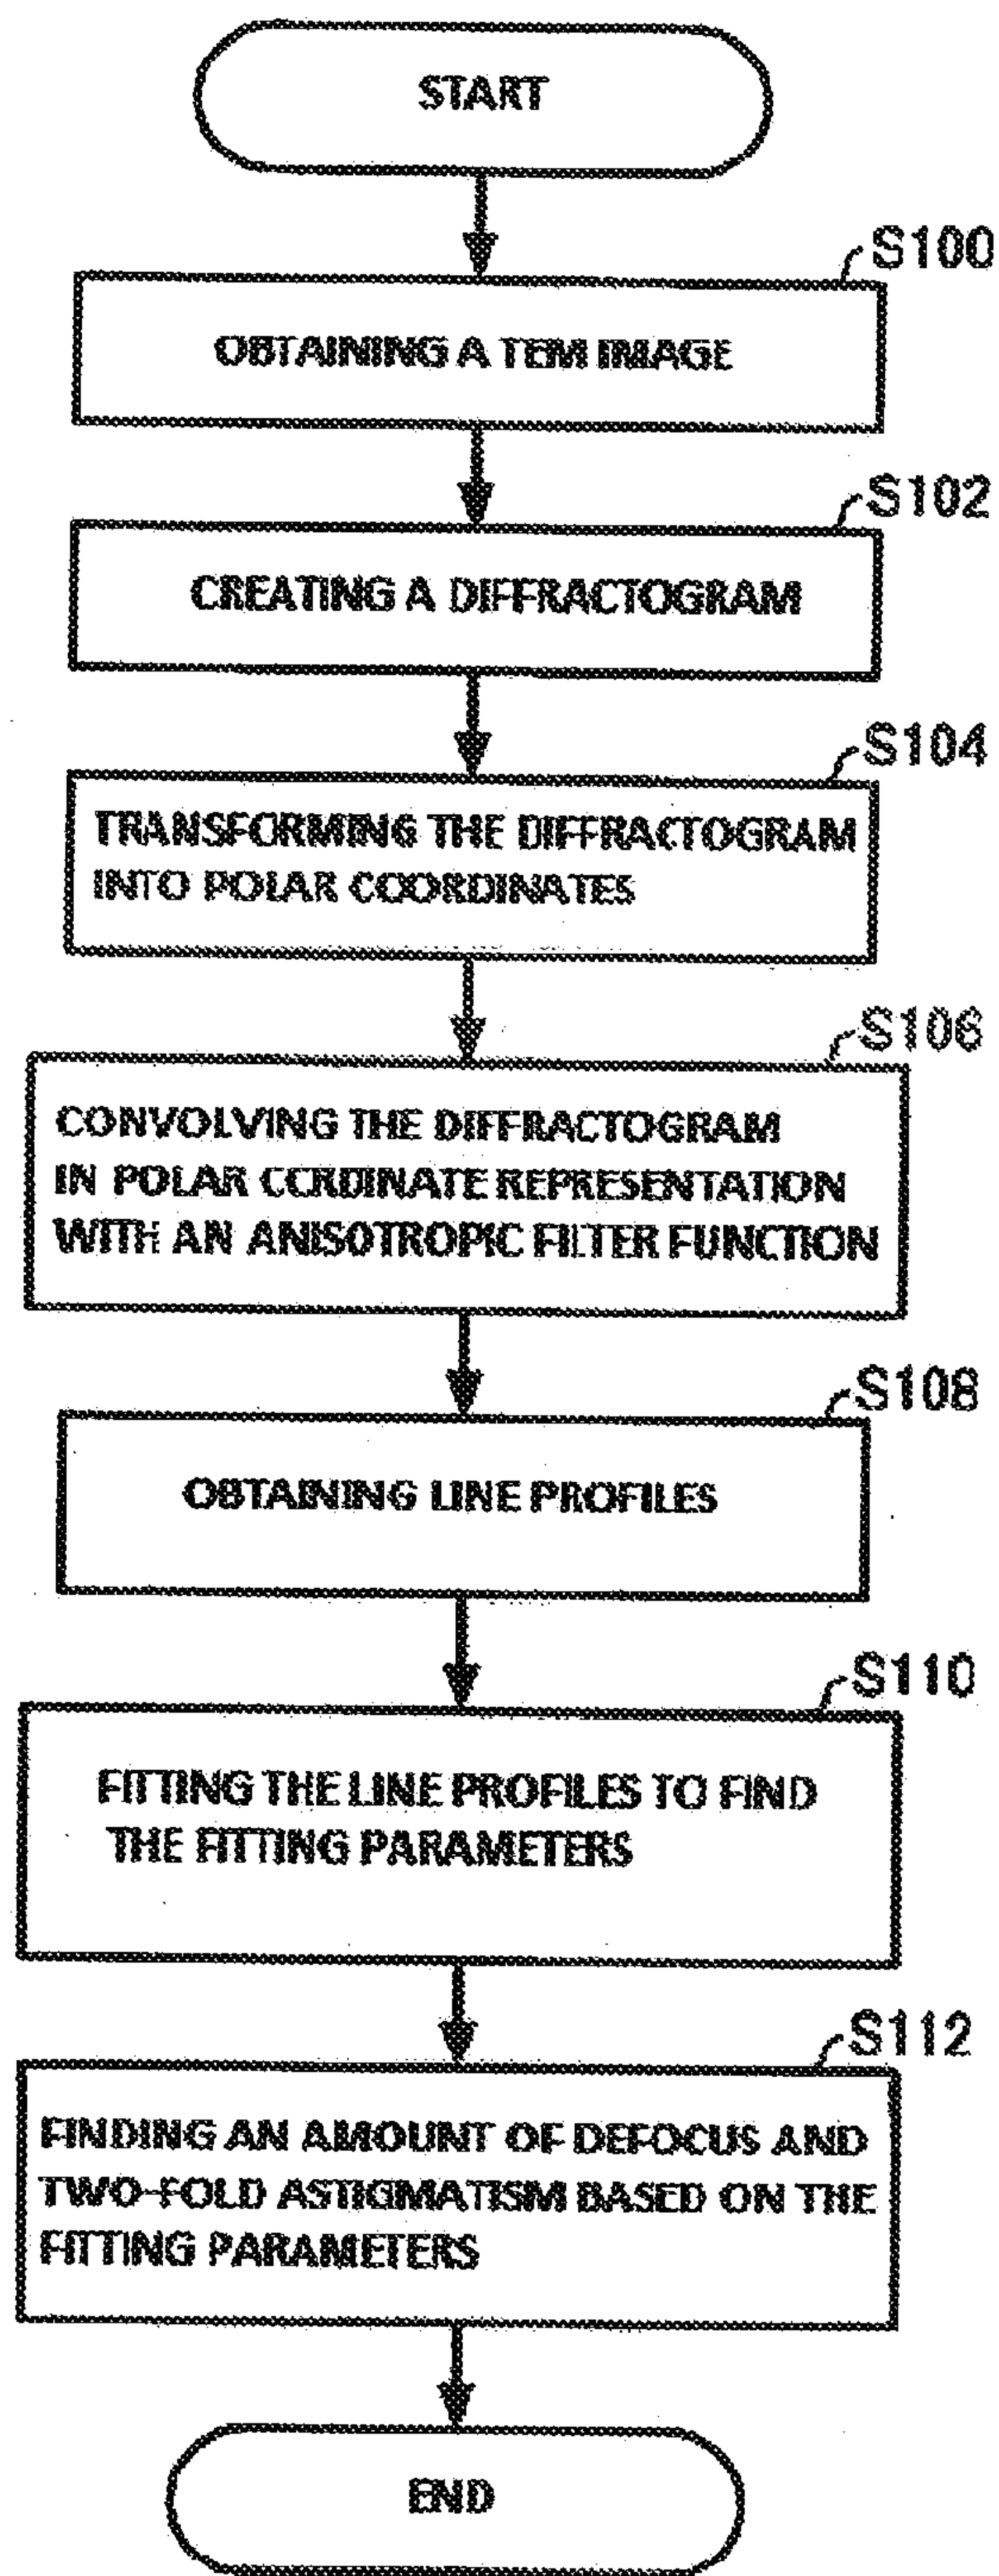 START
S100
OBTAINING A TEM IMAGE
S102
CREATING A DIFFRACTOGRAM
S104
TRANSFORMING THE DIFFRACTOGRAM
INTO POLAR COORDINATES
S106
CONVOLVING THE DIFFRACTOGRAM
IN POLAR CORDINATE REPRESENTATION
WITH AN ANISOTROPIC FILTER FUNCTION
S108
OBTAINING LINE PROFILES
S110
FITTING THE LINE PROFILES TO FIND
THE FITTING PARAMETERS
S112
FINDING AN AMOUNT OF DEFOCUS AND
TWO-FOLD ASTIGMATISM BASED ON THE
FITTING PARAMETERS
END